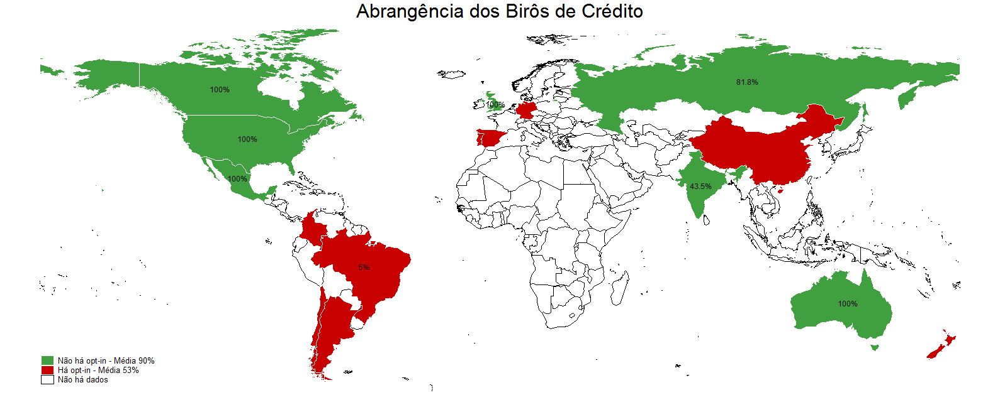 Abrangência dos Birôs de Crédito
100%
81.8%
100%
100%
100%
43.5%
5%
100%
Não há opt-in - Média 90%
Há opt-in - Média 53%
Não há dados